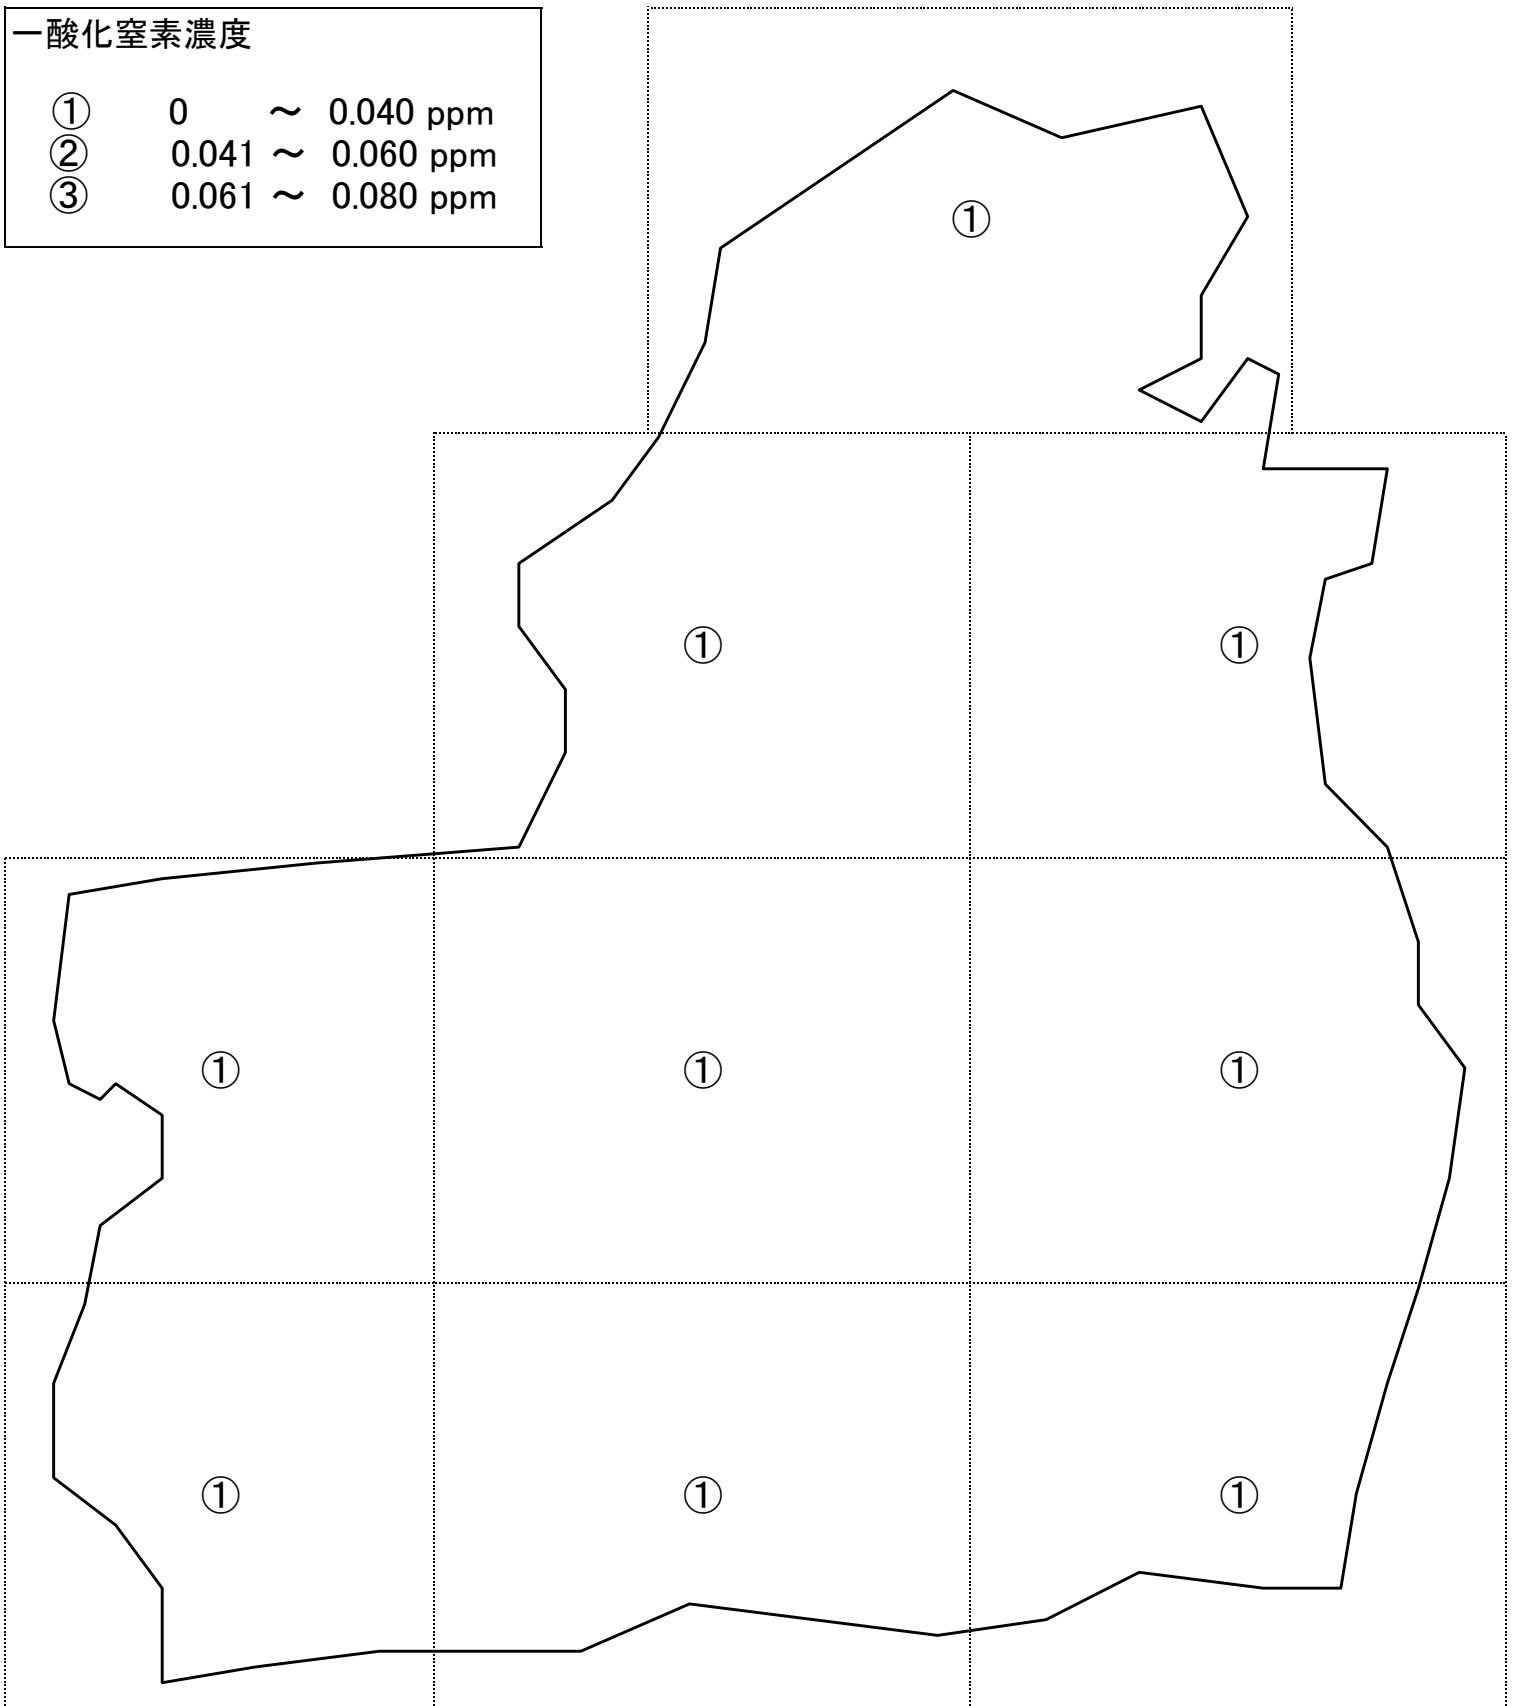 一酸化窒素濃度
① 0 ～ 0.040 ppm
② 0.041 ～ 0.060 ppm
③ 0.061 ～ 0.080 ppm
①
① ①
① ① ①
① ① ①